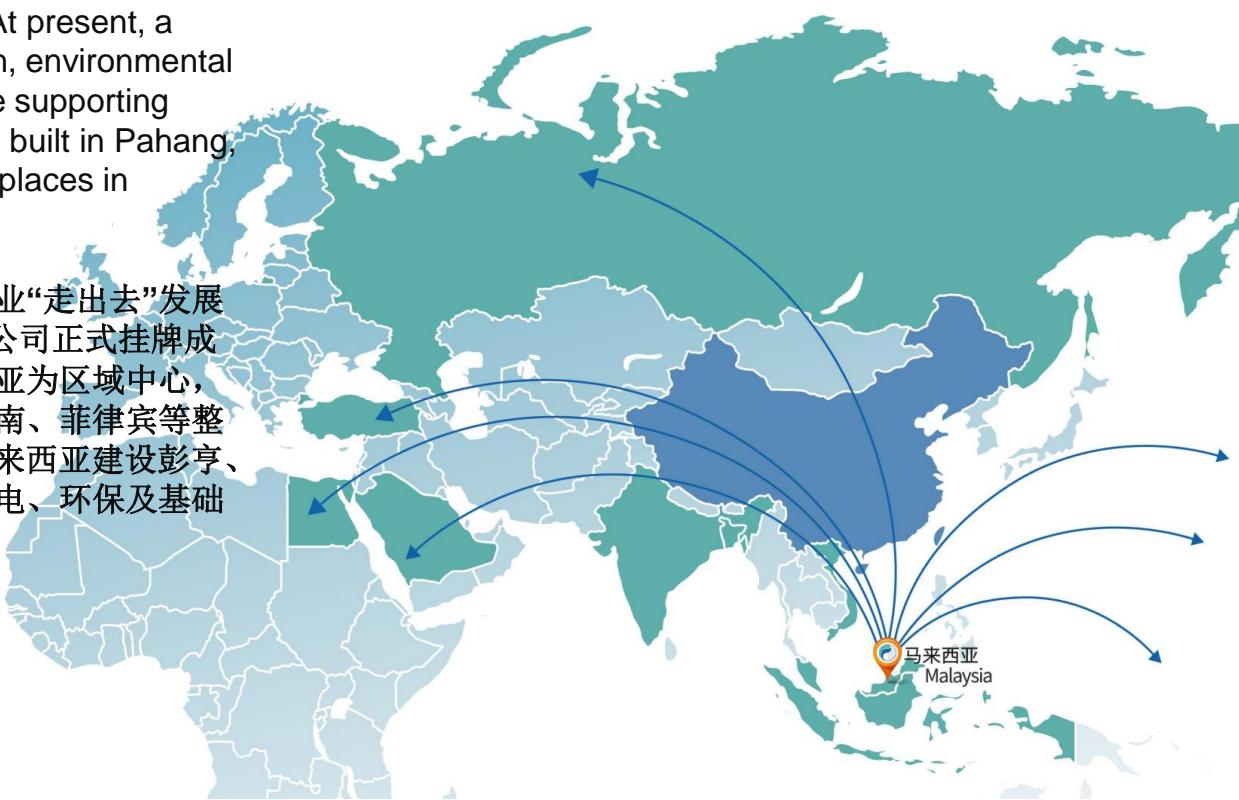 At present, a
n, environmental
e supporting
built in Pahang,
places in
业“走出去”发展
公司正式挂牌成
亚为区域中心，
南、菲律宾等整
来西亚建设彭亨、
电、环保及基础
马来西亚
Malaysia